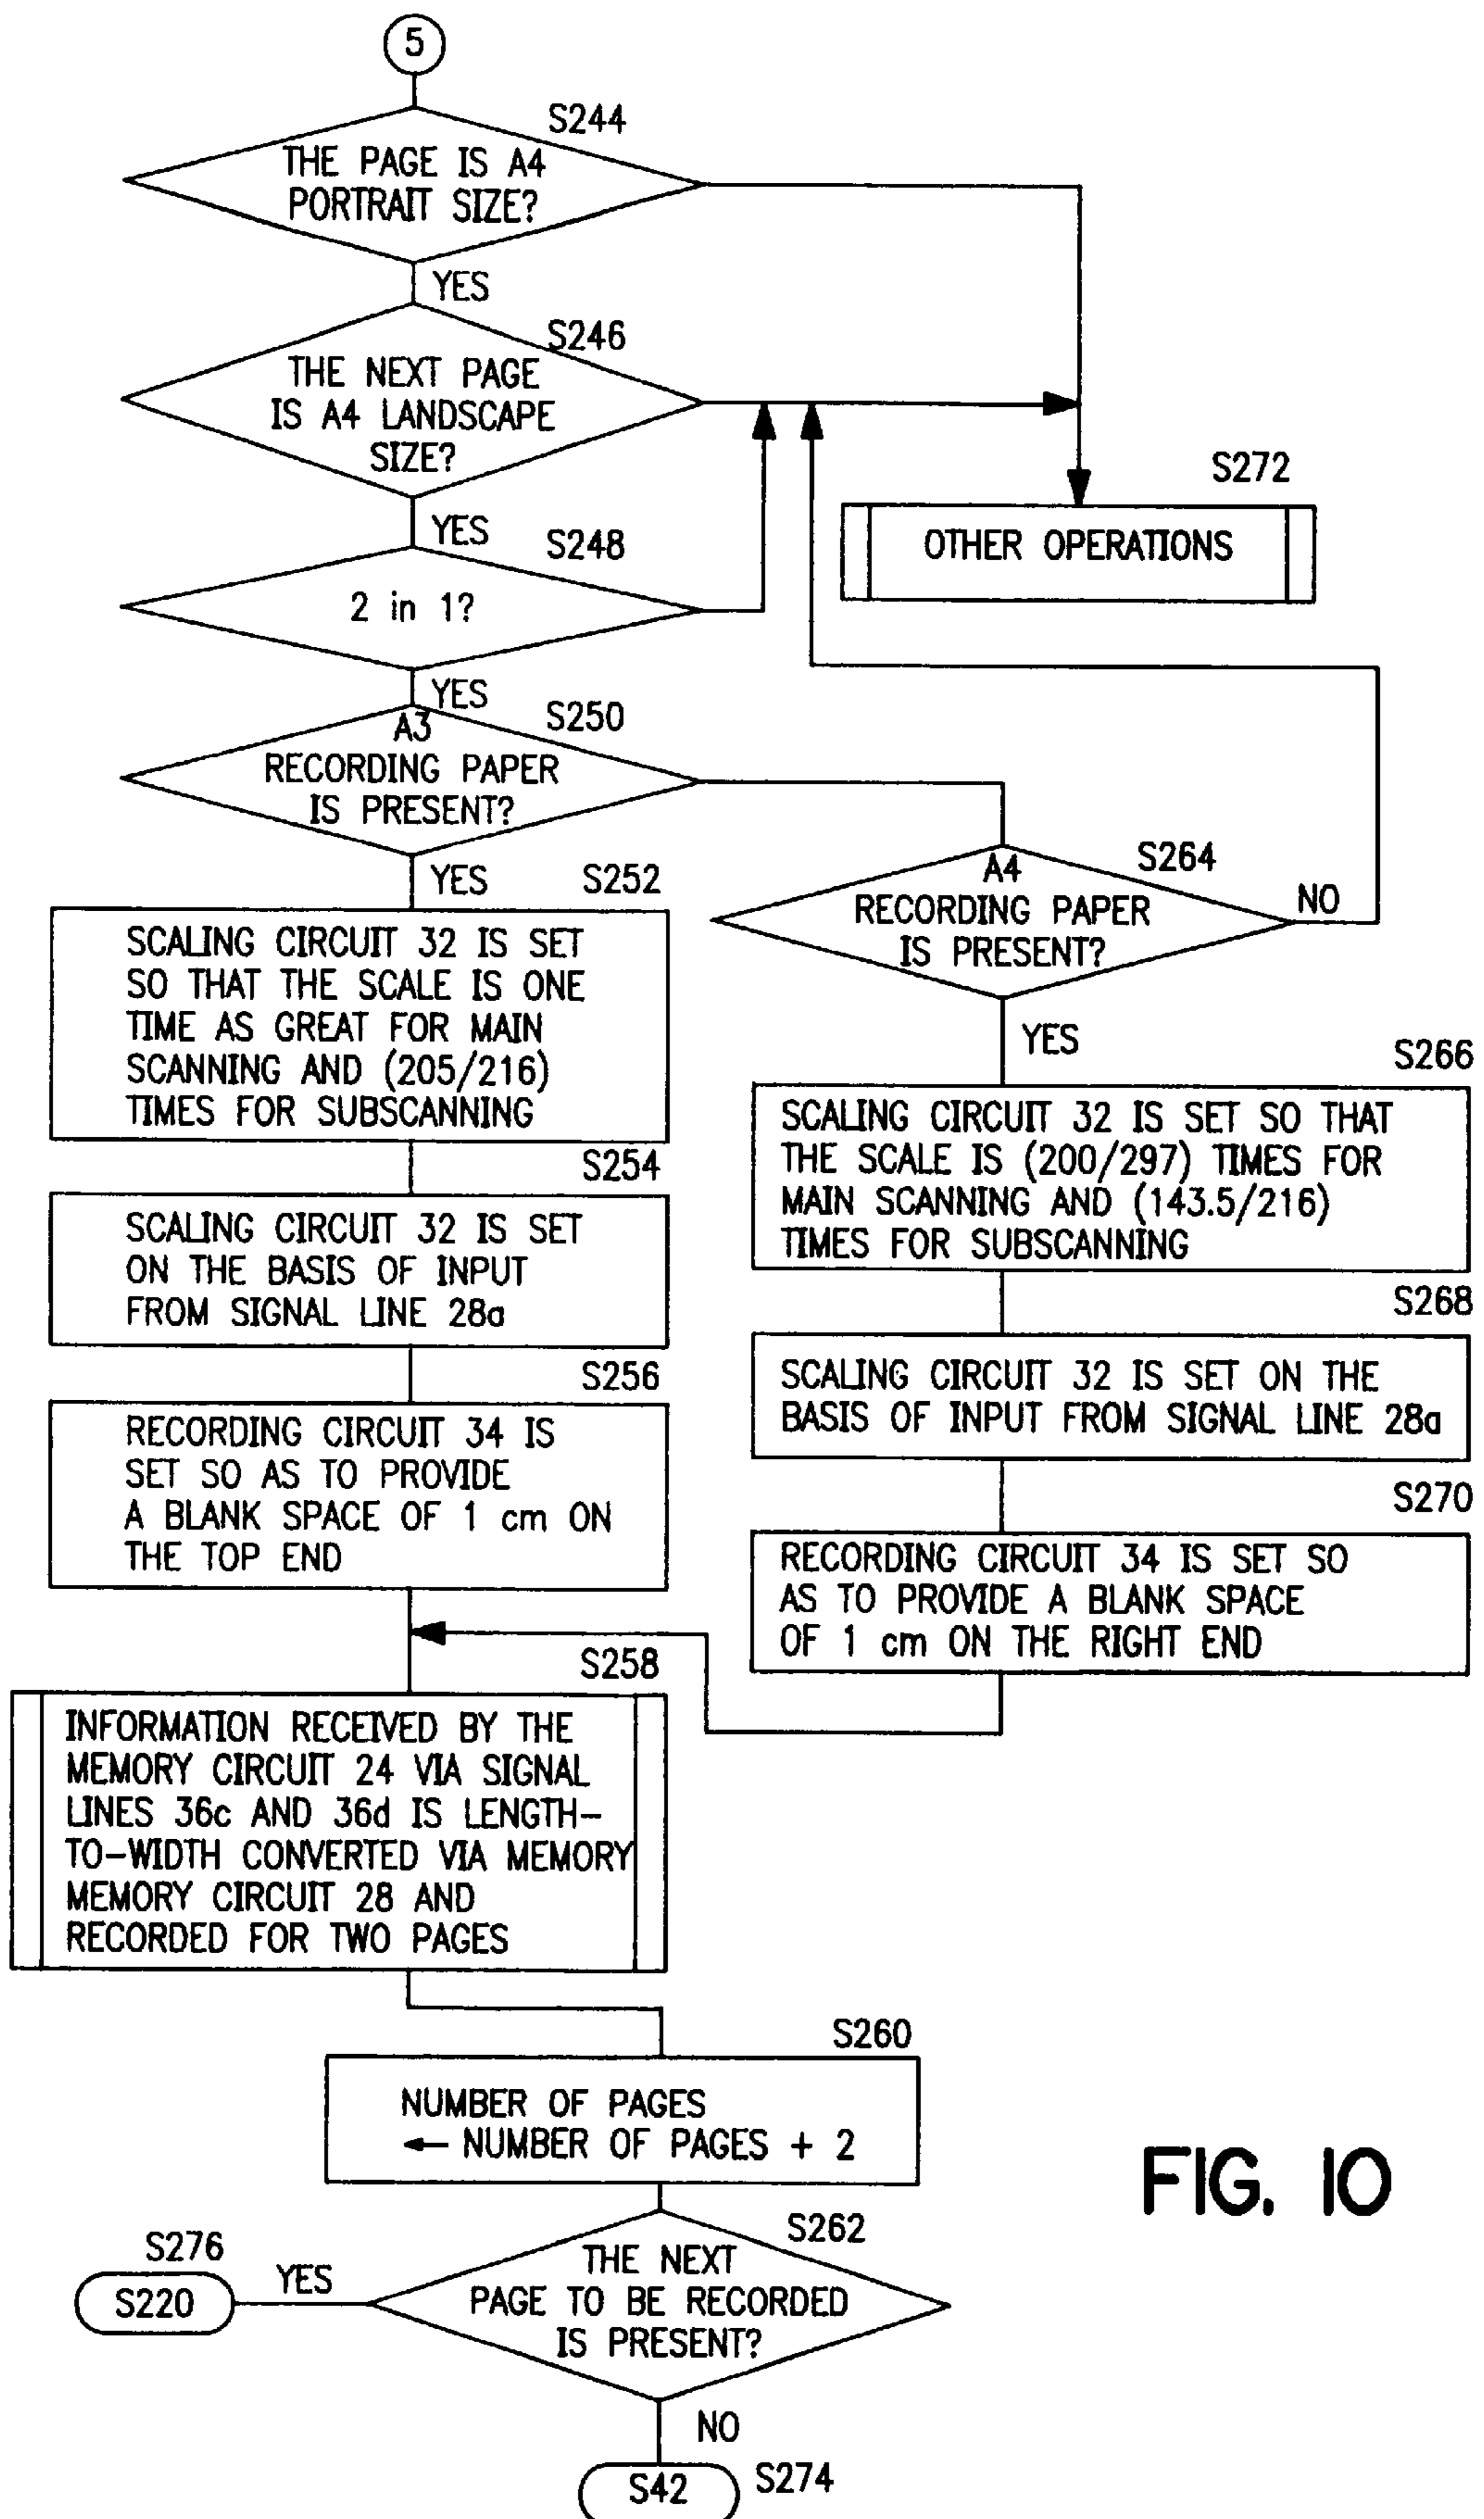 5
S244
THE PAGE IS A4
PORTRAIT SIZE?
YES
S246
THE NEXT PAGE
IS A4 LANDSCAPE
SIZE?
S272
OTHER OPERATIONS
YES
S248
2 in 1?
YES
S250
A3
RECORDING PAPER
IS PRESENT?
S264
A4
RECORDING PAPER
IS PRESENT?
NO
YES
S252
SCALING CIRCUIT 32 IS SET
SO THAT THE SCALE IS ONE
TIME AS GREAT FOR MAIN
SCANNING AND (205/216)
TIMES FOR SUBSCANNING
YES
S266
SCALING CIRCUIT 32 IS SET SO THAT
THE SCALE IS (200/297) TIMES FOR
MAIN SCANNING AND (143.5/216)
TIMES FOR SUBSCANNING
S254
SCALING CIRCUIT 32 IS SET
ON THE BASIS OF INPUT
FROM SIGNAL LINE 28a
S268
SCALING CIRCUIT 32 IS SET ON THE
BASIS OF INPUT FROM SIGNAL LINE 28a
S256
RECORDING CIRCUIT 34 IS
SET SO AS TO PROVIDE
A BLANK SPACE OF 1 cm ON
THE TOP END
S270
RECORDING CIRCUIT 34 IS SET SO
AS TO PROVIDE A BLANK SPACE
OF 1 cm ON THE RIGHT END
S258
INFORMATION RECEIVED BY THE
MEMORY CIRCUIT 24 VIA SIGNAL
LINES 36c AND 36d IS LENGTH-
TO-WIDTH CONVERTED VIA MEMORY
MEMORY CIRCUIT 28 AND
RECORDED FOR TWO PAGES
S260
NUMBER OF PAGES
← NUMBER OF PAGES + 2
FIG. 10
S262
THE NEXT
PAGE TO BE RECORDED
IS PRESENT?
S276
YES
S220
NO
S42
S274